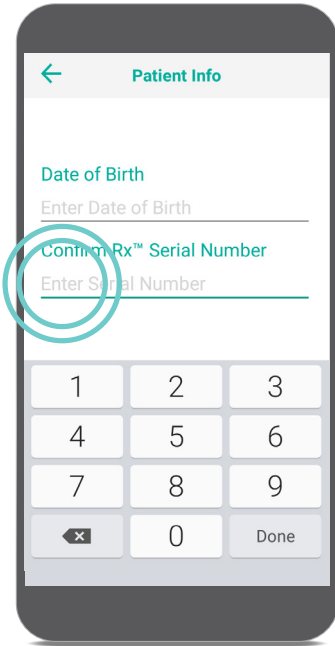 Patient Info
Date of Birth
Enter Date of Birth
Confirm Rx™ Serial Number
Enter Serial Number
1 2 3
4 5 6
7 8 9
0 Done